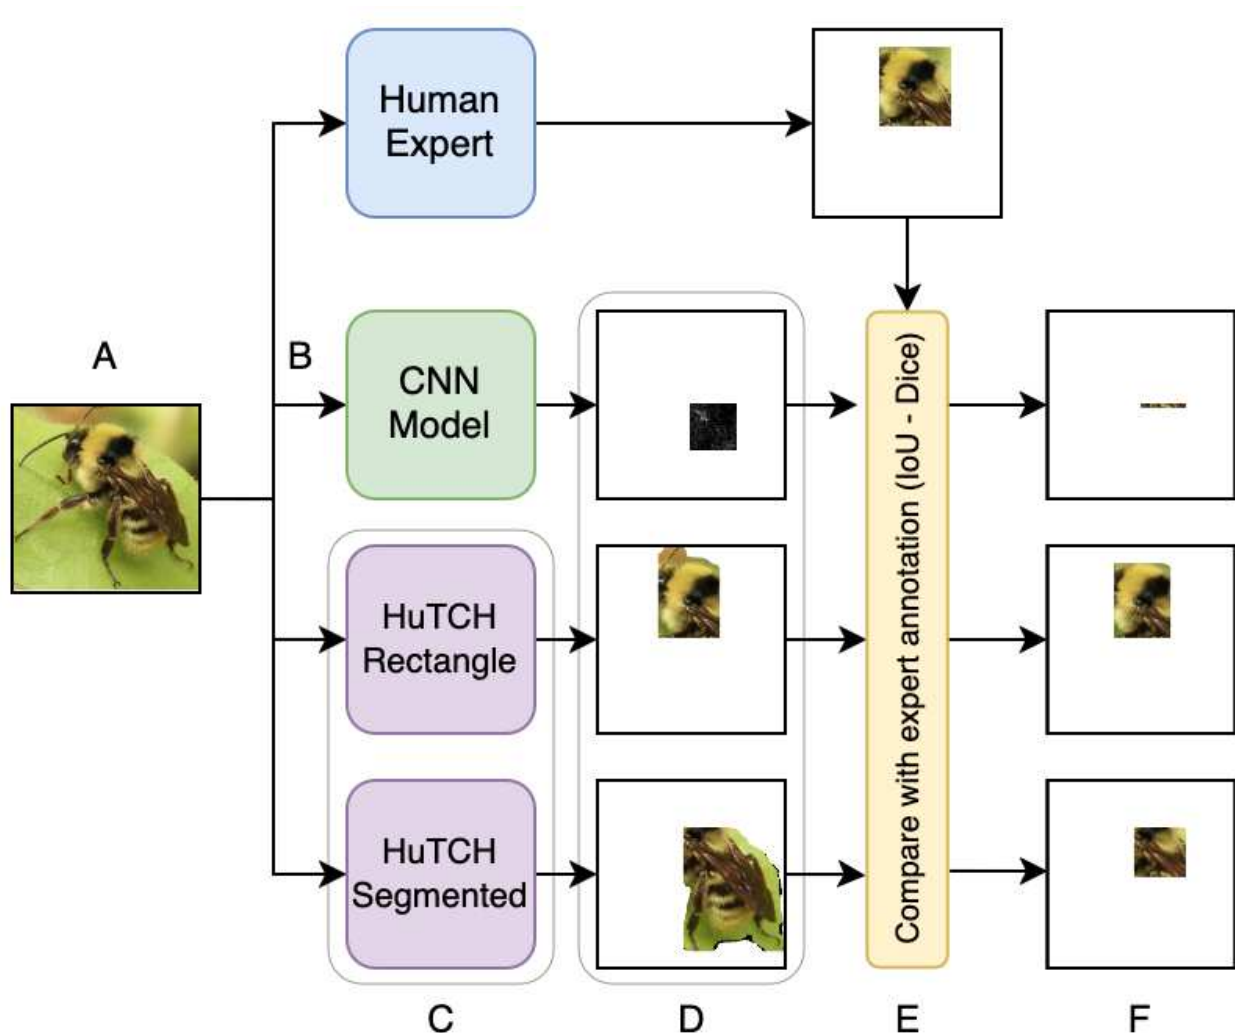 Human
Expert
A
B
CNN
Model
HuTCH
Rectangle
HuTCH
Segmented
Compare with expert annotation (IoU - Dice)
C
D
E
F